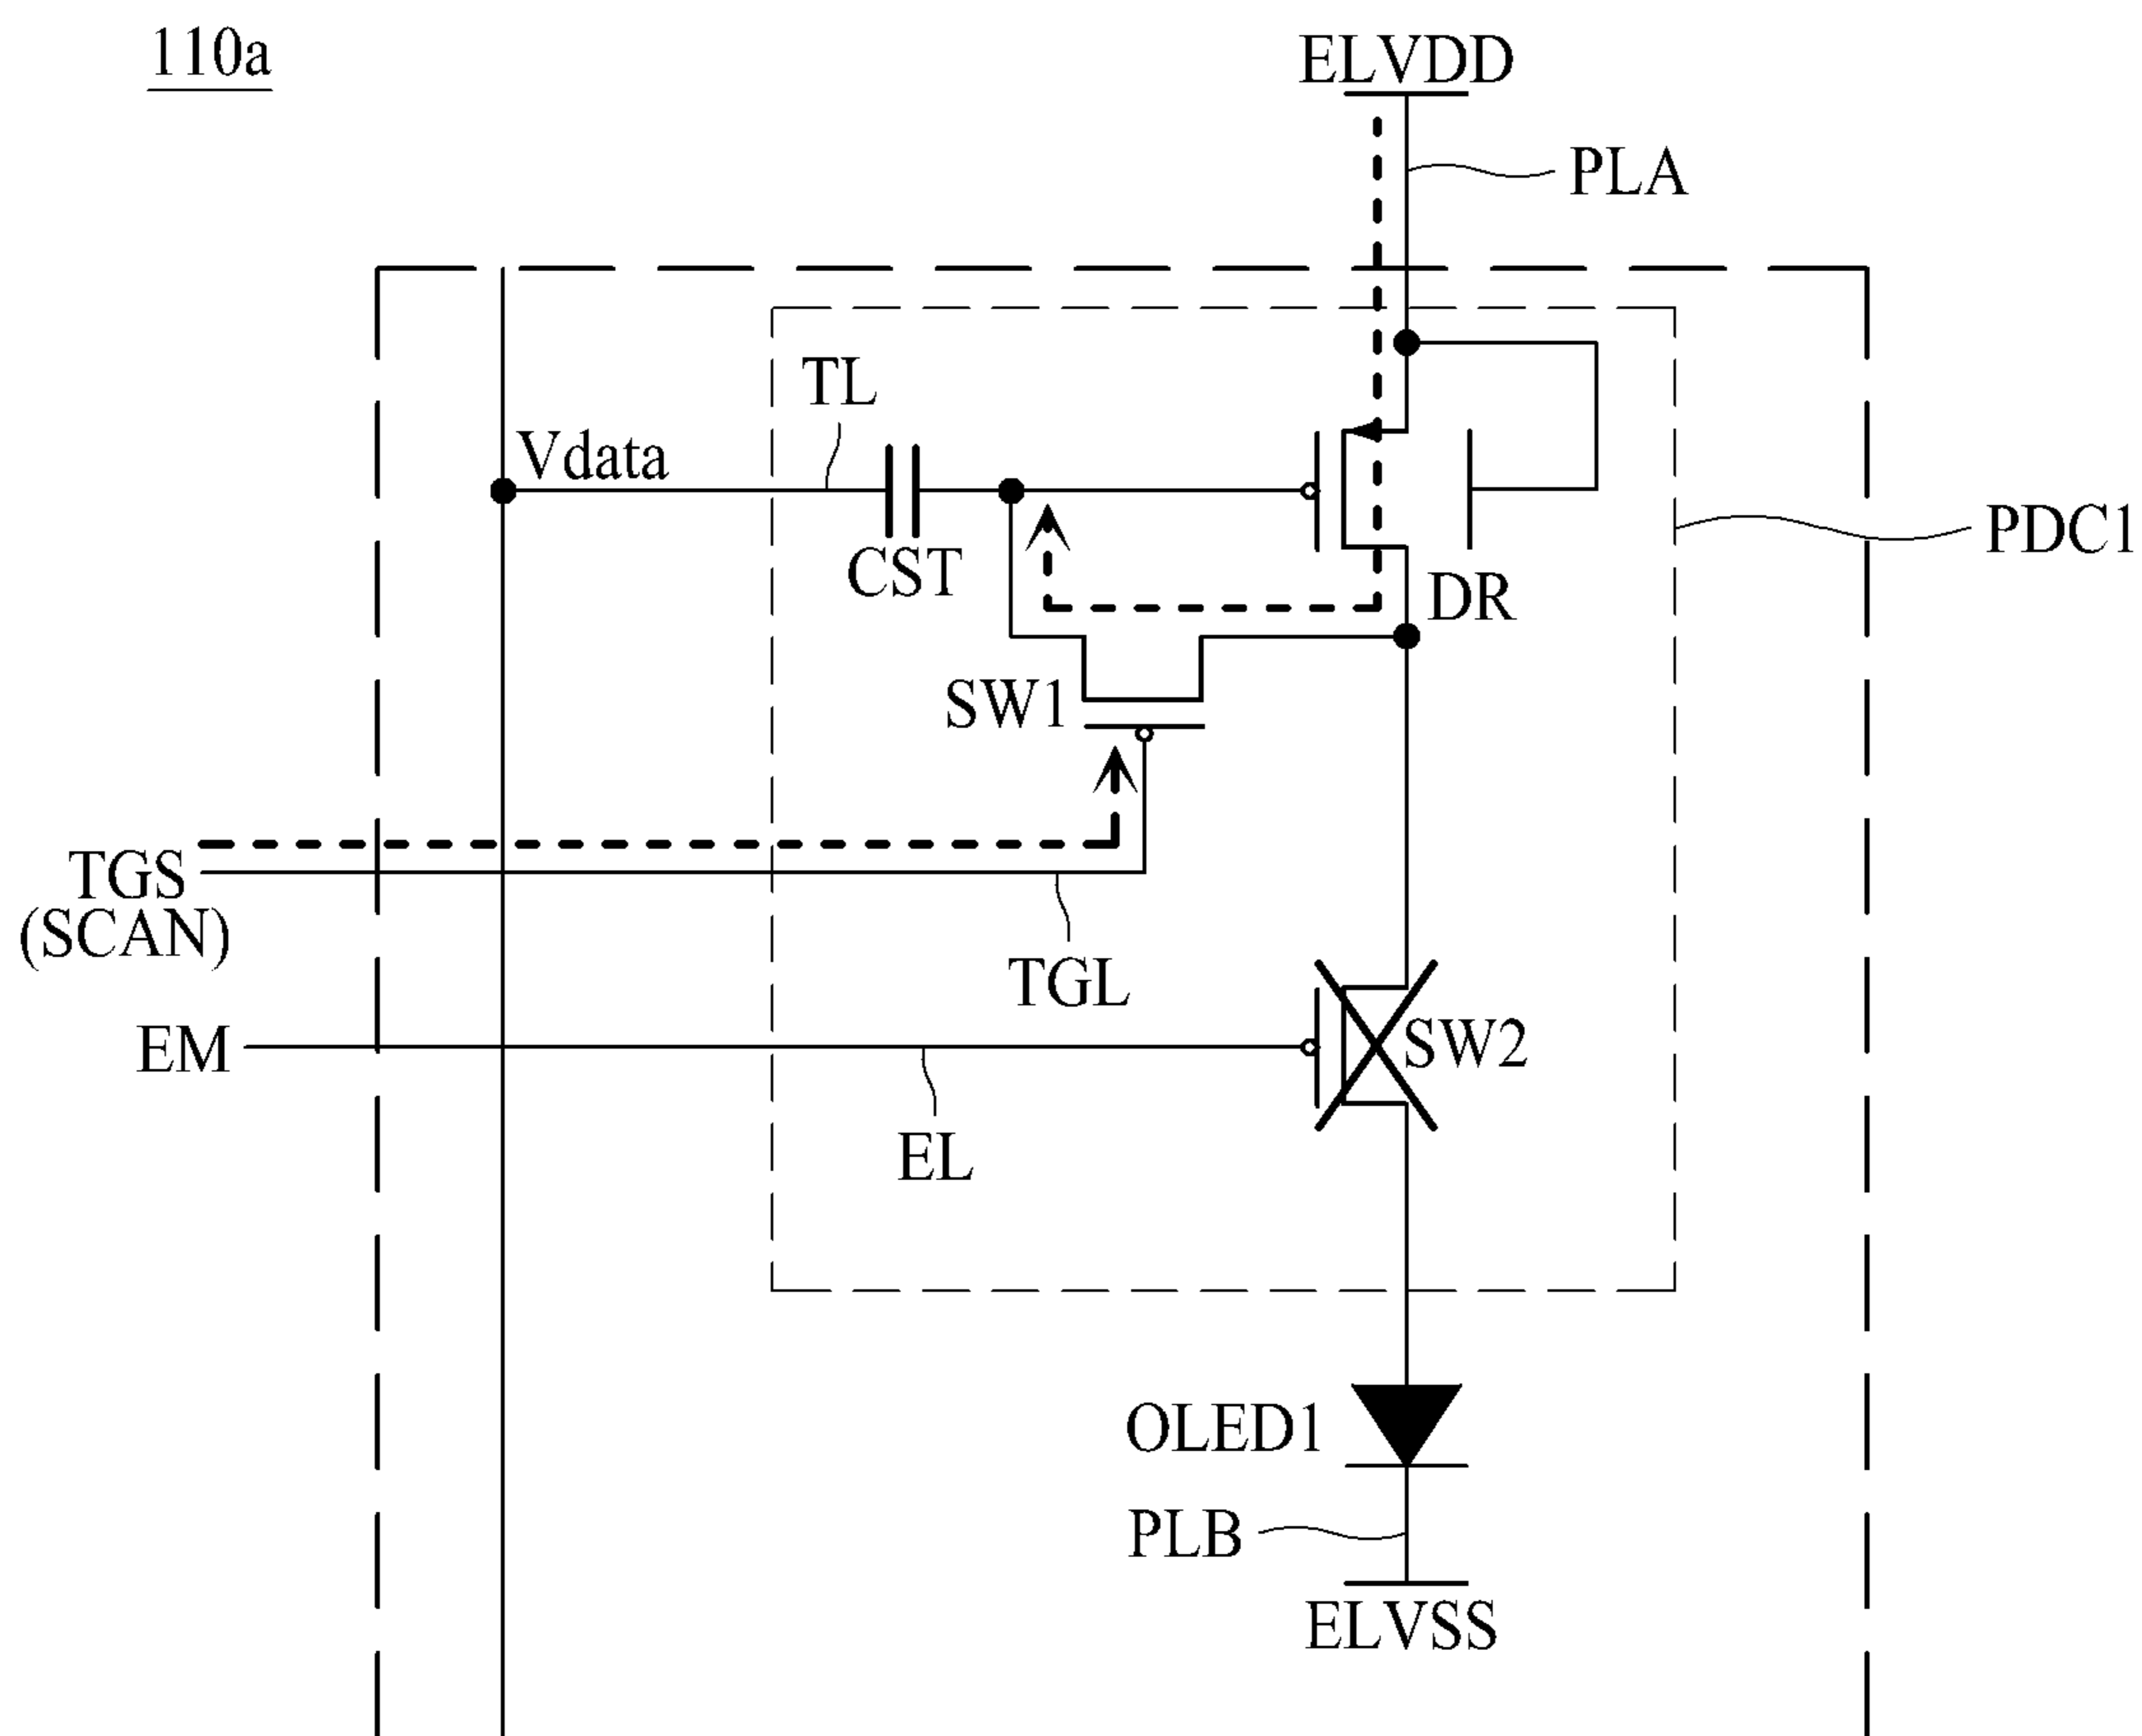 110a
ELVDD
PLA
TL
Vdata
CST
PDC1
DR
SW1
TGS
(SCAN)
TGL
EM
SW2
EL
OLED1
PLB
ELVSS